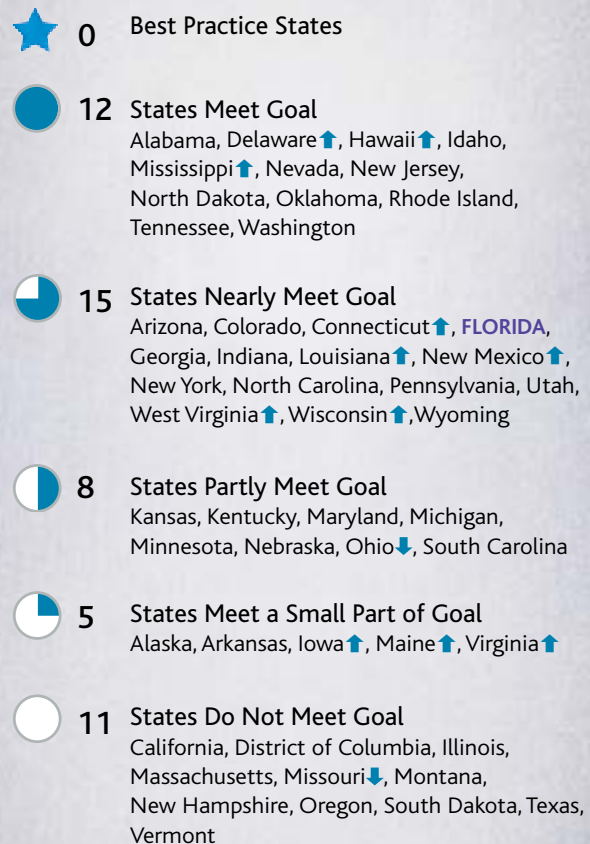 0 Best Practice States
12 States Meet Goal
Alabama, Delaware⬆, Hawaii⬆, Idaho,
Mississippi⬆, Nevada, New Jersey,
North Dakota, Oklahoma, Rhode Island,
Tennessee, Washington
15 States Nearly Meet Goal
Arizona, Colorado, Connecticut⬆, FLORIDA,
Georgia, Indiana, Louisiana⬆, New Mexico⬆,
New York, North Carolina, Pennsylvania, Utah,
West Virginia⬆, Wisconsin⬆,Wyoming
8 States Partly Meet Goal
Kansas, Kentucky, Maryland, Michigan,
Minnesota, Nebraska, Ohio⬇, South Carolina
5 States Meet a Small Part of Goal
Alaska, Arkansas, Iowa⬆, Maine⬆, Virginia⬆
11 States Do Not Meet Goal
California, District of Columbia, Illinois,
Massachusetts, Missouri⬇, Montana,
New Hampshire, Oregon, South Dakota, Texas,
Vermont